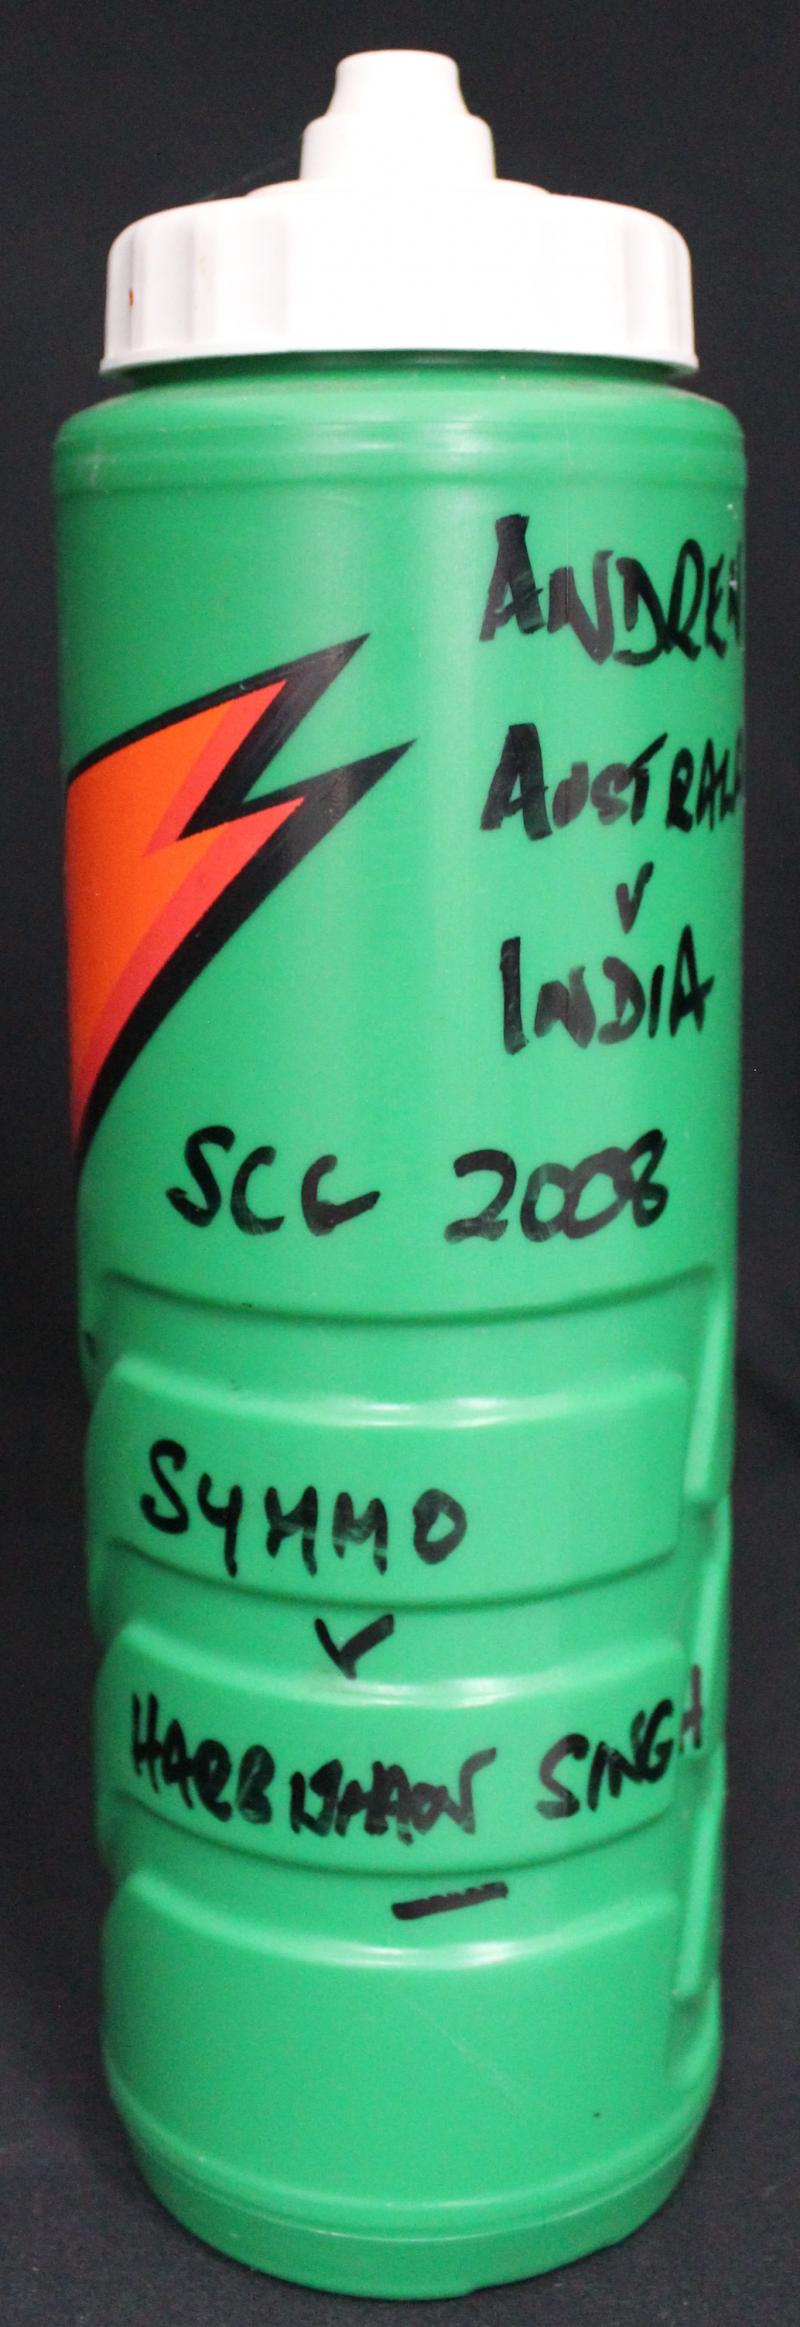 ANDREW
AUSTRALIA
V
INDIA
SCG 2008
SYMMO
V
HARBHAJAN SINGH